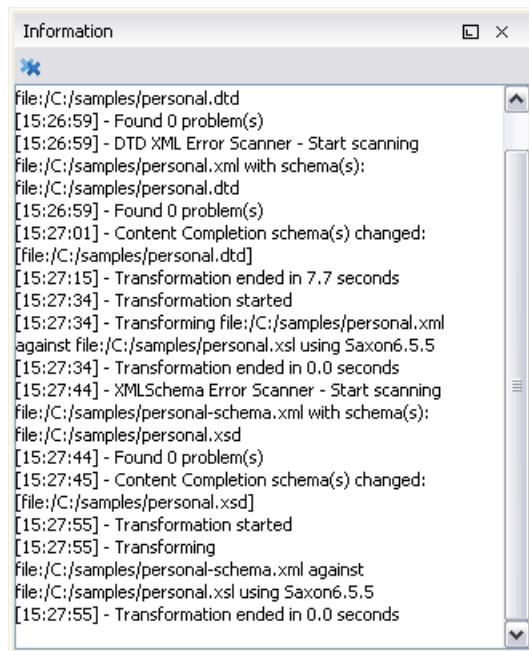 Information
file:/C:/samples/personal.dtd
[15:26:59] - Found 0 problem(s)
[15:26:59] - DTD XML Error Scanner - Start scanning
file:/C:/samples/personal.xml with schema(s):
file:/C:/samples/personal.dtd
[15:26:59] - Found 0 problem(s)
[15:27:01] - Content Completion schema(s) changed:
[file:/C:/samples/personal.dtd]
[15:27:15] - Transformation ended in 7.7 seconds
[15:27:34] - Transformation started
[15:27:34] - Transforming file:/C:/samples/personal.xml
against file:/C:/samples/personal.xsl using Saxon6.5.5
[15:27:34] - Transformation ended in 0.0 seconds
[15:27:44] - XMLSchema Error Scanner - Start scanning
file:/C:/samples/personal-schema.xml with schema(s):
file:/C:/samples/personal.xsd
[15:27:44] - Found 0 problem(s)
[15:27:45] - Content Completion schema(s) changed:
[file:/C:/samples/personal.xsd]
[15:27:55] - Transformation started
[15:27:55] - Transforming
file:/C:/samples/personal-schema.xml against
file:/C:/samples/personal.xsl using Saxon6.5.5
[15:27:55] - Transformation ended in 0.0 seconds